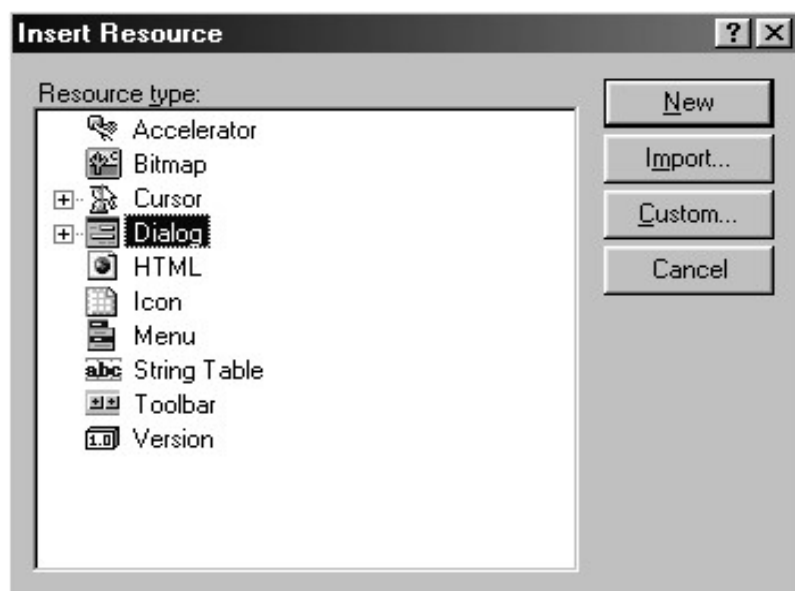 Insert Resource
Resource type:
Accelerator
Bitmap
Cursor
Dialog
HTML
Icon
Menu
abc String Table
Toolbar
1.0 Version
New
Import...
Custom...
Cancel